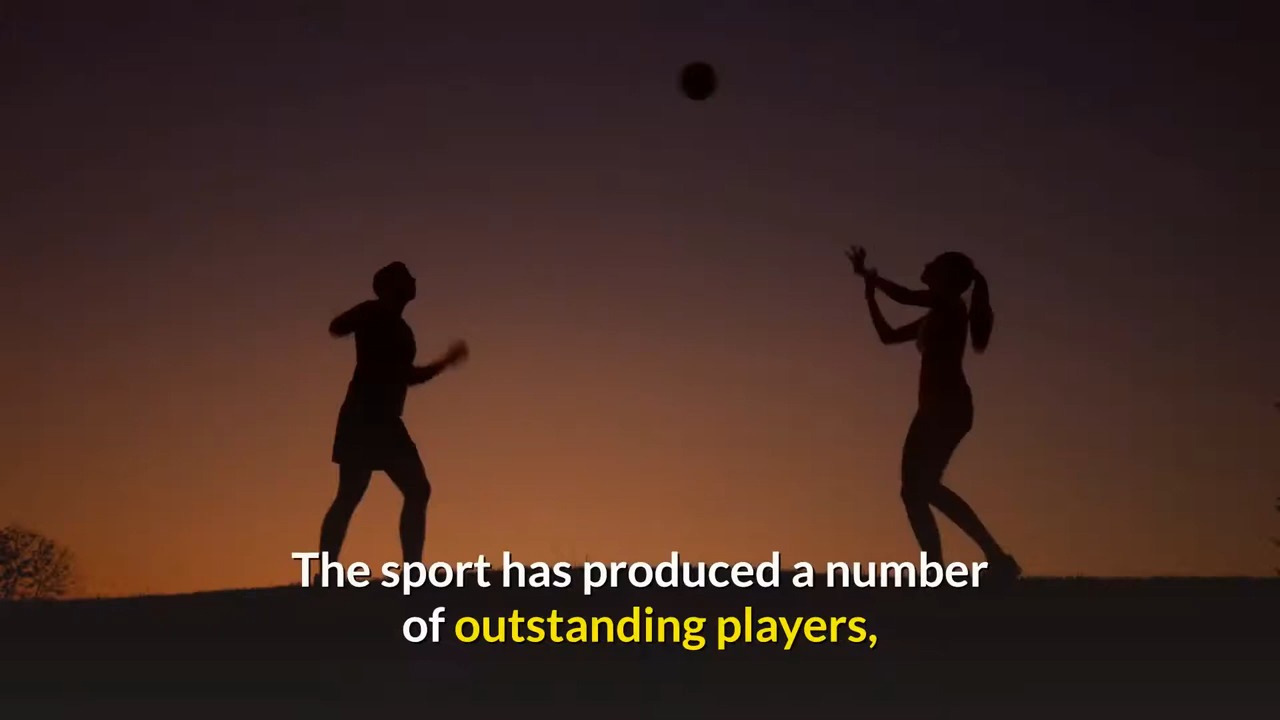 The sport has produced a number
of outstanding players,